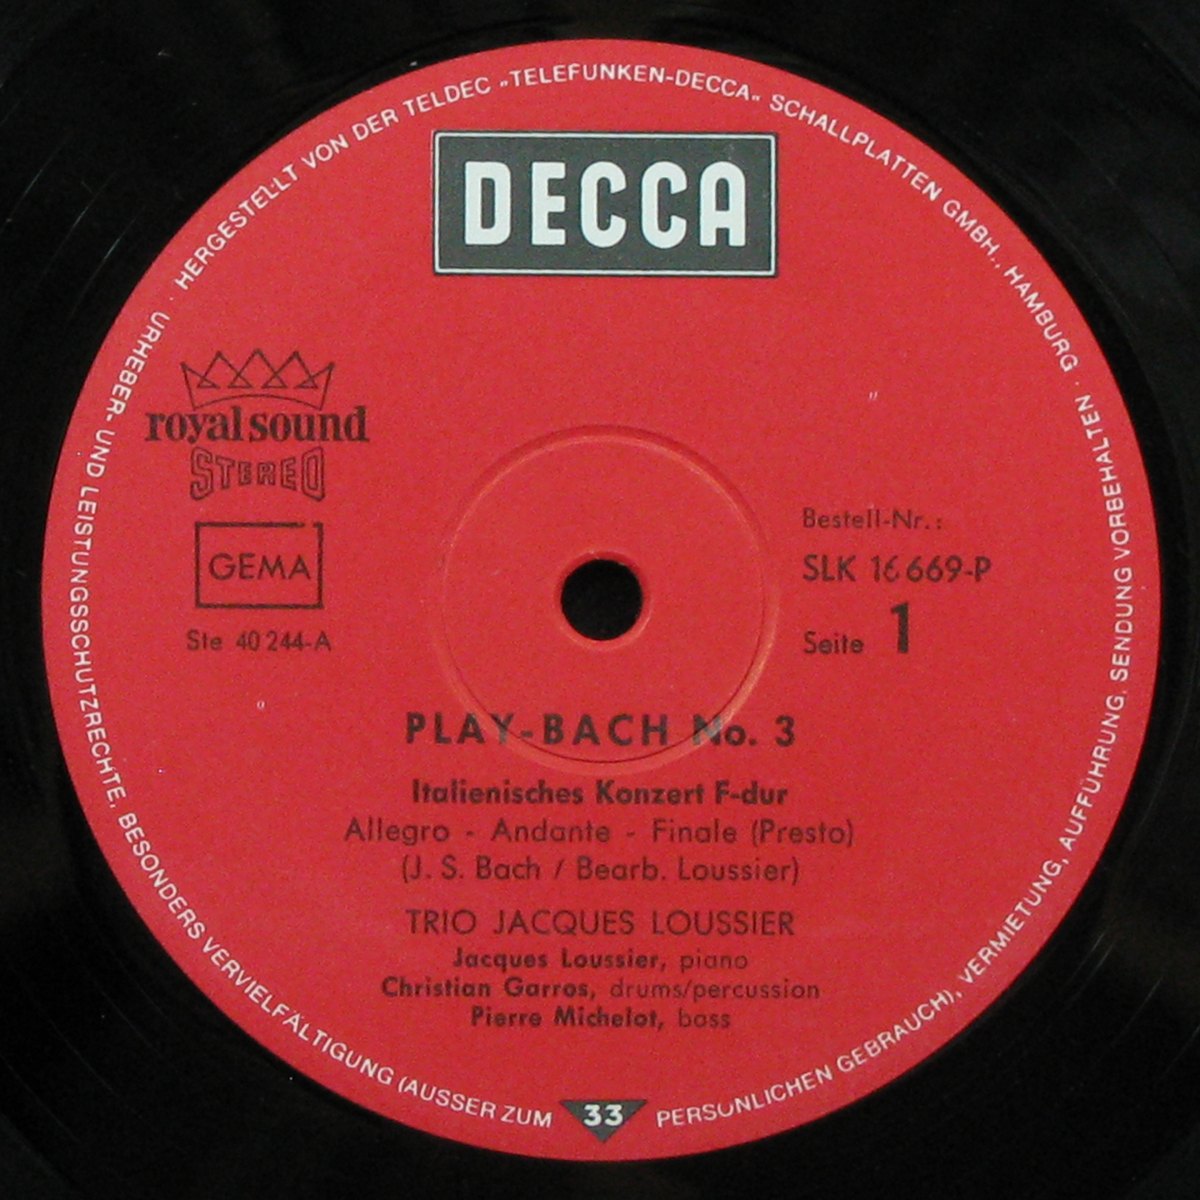 HERGESTELLT VON DER TELDEC „TELEFUNKEN-DECCA„ SCHALLPLATTEN GMBH., HAMBURG · URHEBER- UND LEISTUNGSSCHUTZRECHTE, BESONDERS VERVIELFÄLTIGUNG (AUSSER ZUM PERSÖNLICHEN GEBRAUCH), VERMIETUNG, AUFFÜHRUNG, SENDUNG VORBEHALTEN ·
DECCA
royal sound
STEREO
GEMA
Ste 40 244-A
Bestell-Nr.:
SLK 16 669-P
Seite 1
PLAY-BACH No. 3
Italienisches Konzert F-dur
Allegro - Andante - Finale (Presto)
(J. S. Bach / Bearb. Loussier)
TRIO JACQUES LOUSSIER
Jacques Loussier, piano
Christian Garros, drums/percussion
Pierre Michelot, bass
33